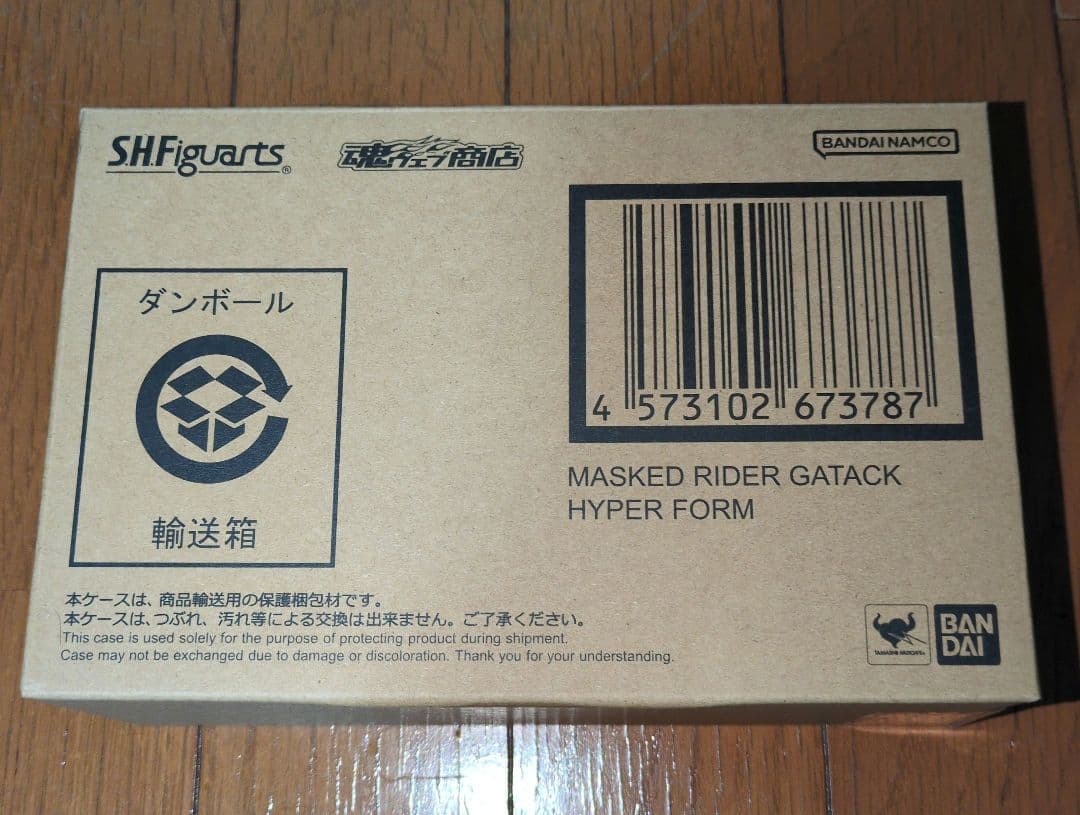 S.H.Figuarts®
魂ウェブ商店
BANDAI NAMCO
ダンボール
輸送箱
4 573102 673787
MASKED RIDER GATACK
HYPER FORM
本ケースは、商品輸送用の保護梱包材です。
本ケースは、つぶれ、汚れ等による交換は出来ません。ご了承ください。
This case is used solely for the purpose of protecting product during shipment.
Case may not be exchanged due to damage or discoloration. Thank you for your understanding.
TAMASHII NATIONS
BAN
DAI